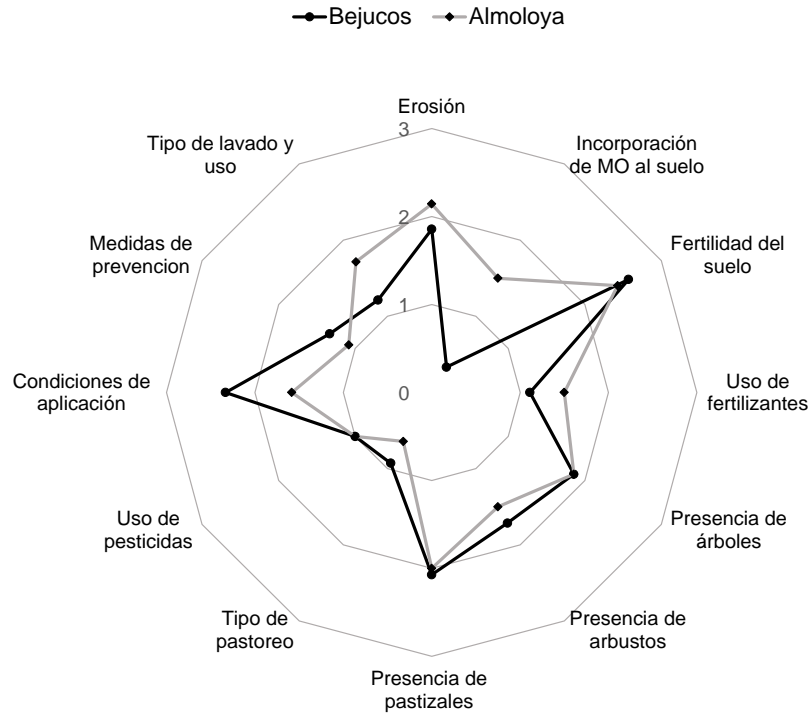 Bejucos Almoloya
Erosión
3
Tipo de lavado y
uso
Incorporación
de MO al suelo
2
Medidas de
prevencion
Fertilidad del
suelo
1
Condiciones de
aplicación
0
Uso de
fertilizantes
Uso de
pesticidas
Presencia de
árboles
Tipo de
pastoreo
Presencia de
arbustos
Presencia de
pastizales